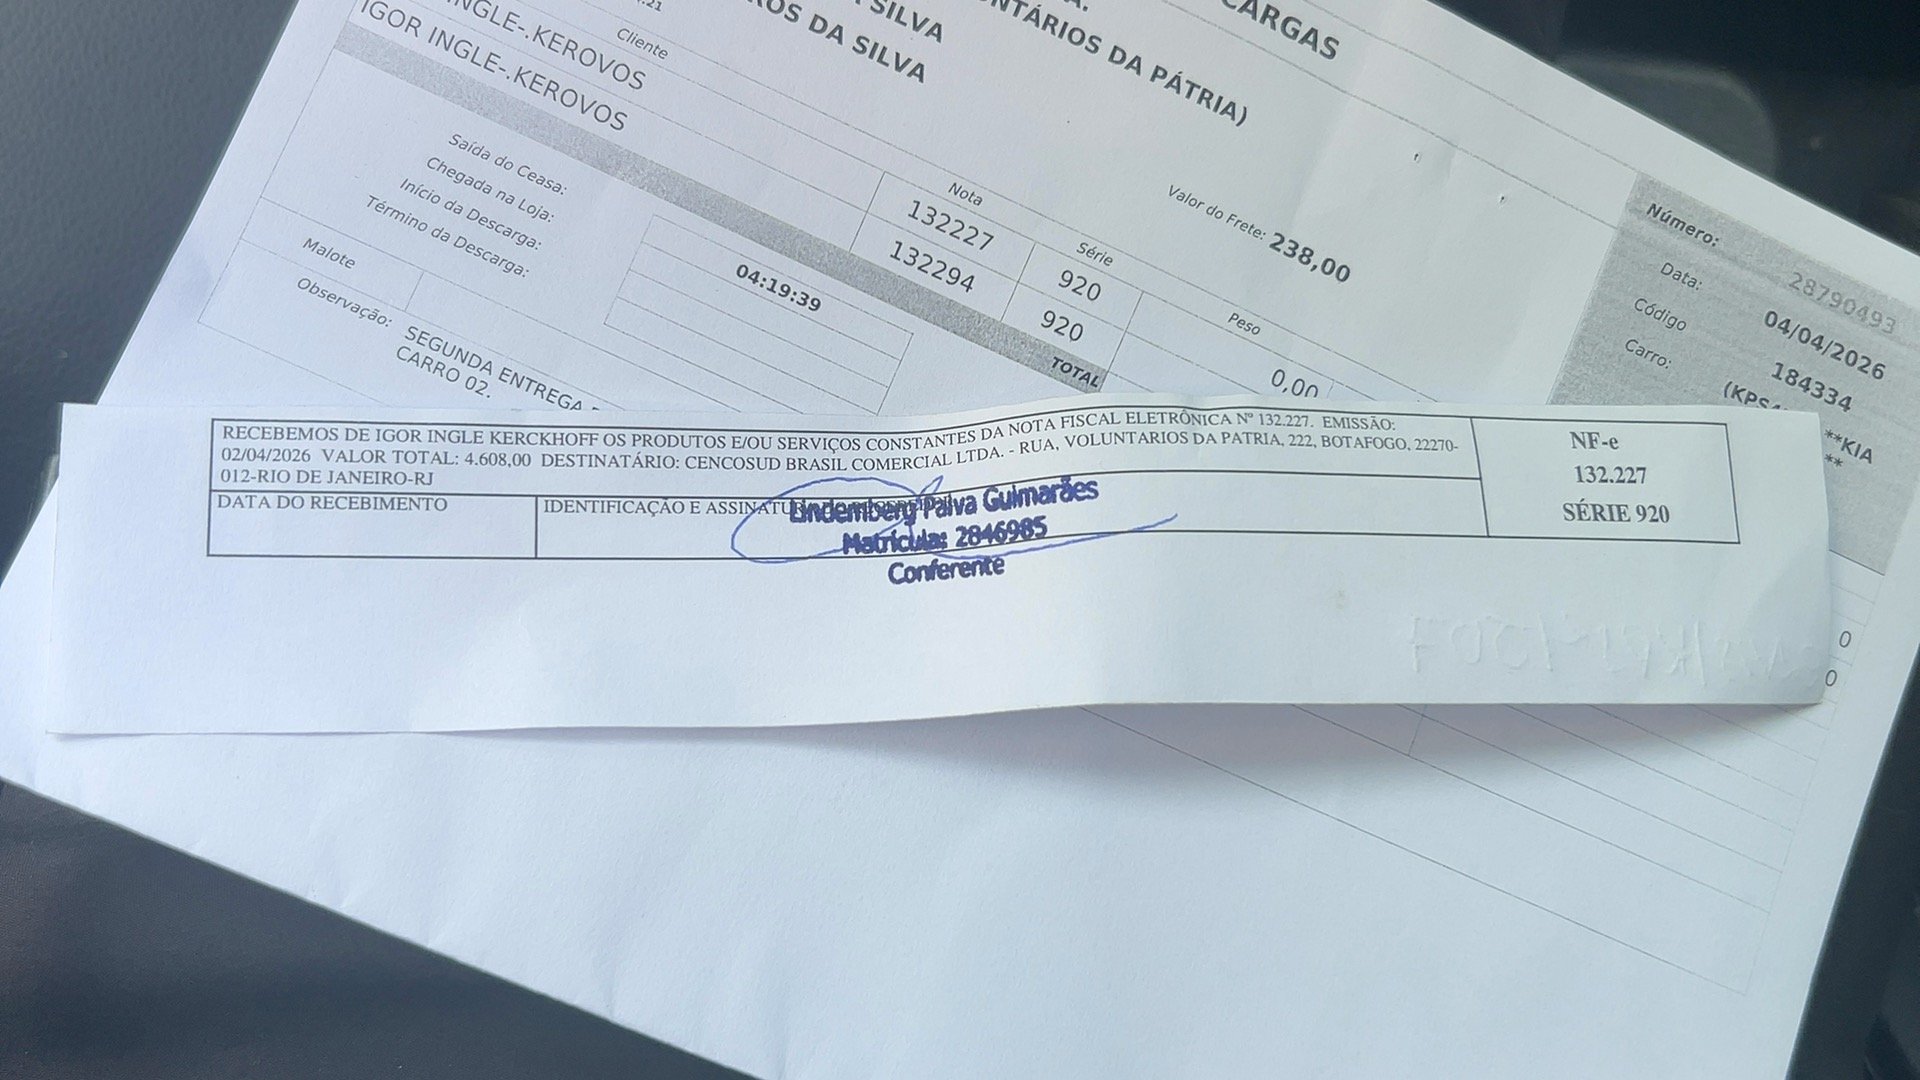 CARGAS
NTÁRIOS DA PÁTRIA)
SILVA
ROS DA SILVA
Valor do Frete: 238,00
Número: 28790493
Data: 04/04/2026
Código 184334
Carro:
**KIA
**
Cliente Nota Série Peso
INGLE-.KEROVOS 132227 920 0,00
IGOR INGLE-.KEROVOS 132294 920
TOTAL
Saída do Ceasa:
Chegada na Loja: 04:19:39
Início da Descarga:
Término da Descarga:
Malote
Observação: SEGUNDA ENTREGA
CARRO 02.
RECEBEMOS DE IGOR INGLE KERCKHOFF OS PRODUTOS E/OU SERVIÇOS CONSTANTES DA NOTA FISCAL ELETRÔNICA Nº 132.227. EMISSÃO:
02/04/2026 VALOR TOTAL: 4.608,00 DESTINATÁRIO: CENCOSUD BRASIL COMERCIAL LTDA. - RUA, VOLUNTARIOS DA PATRIA, 222, BOTAFOGO, 22270-
012-RIO DE JANEIRO-RJ
DATA DO RECEBIMENTO
IDENTIFICAÇÃO E ASSINATU
Lindemberg Paiva Guimarães
Matrícula: 2846985
Conferente
NF-e
132.227
SÉRIE 920
0
0